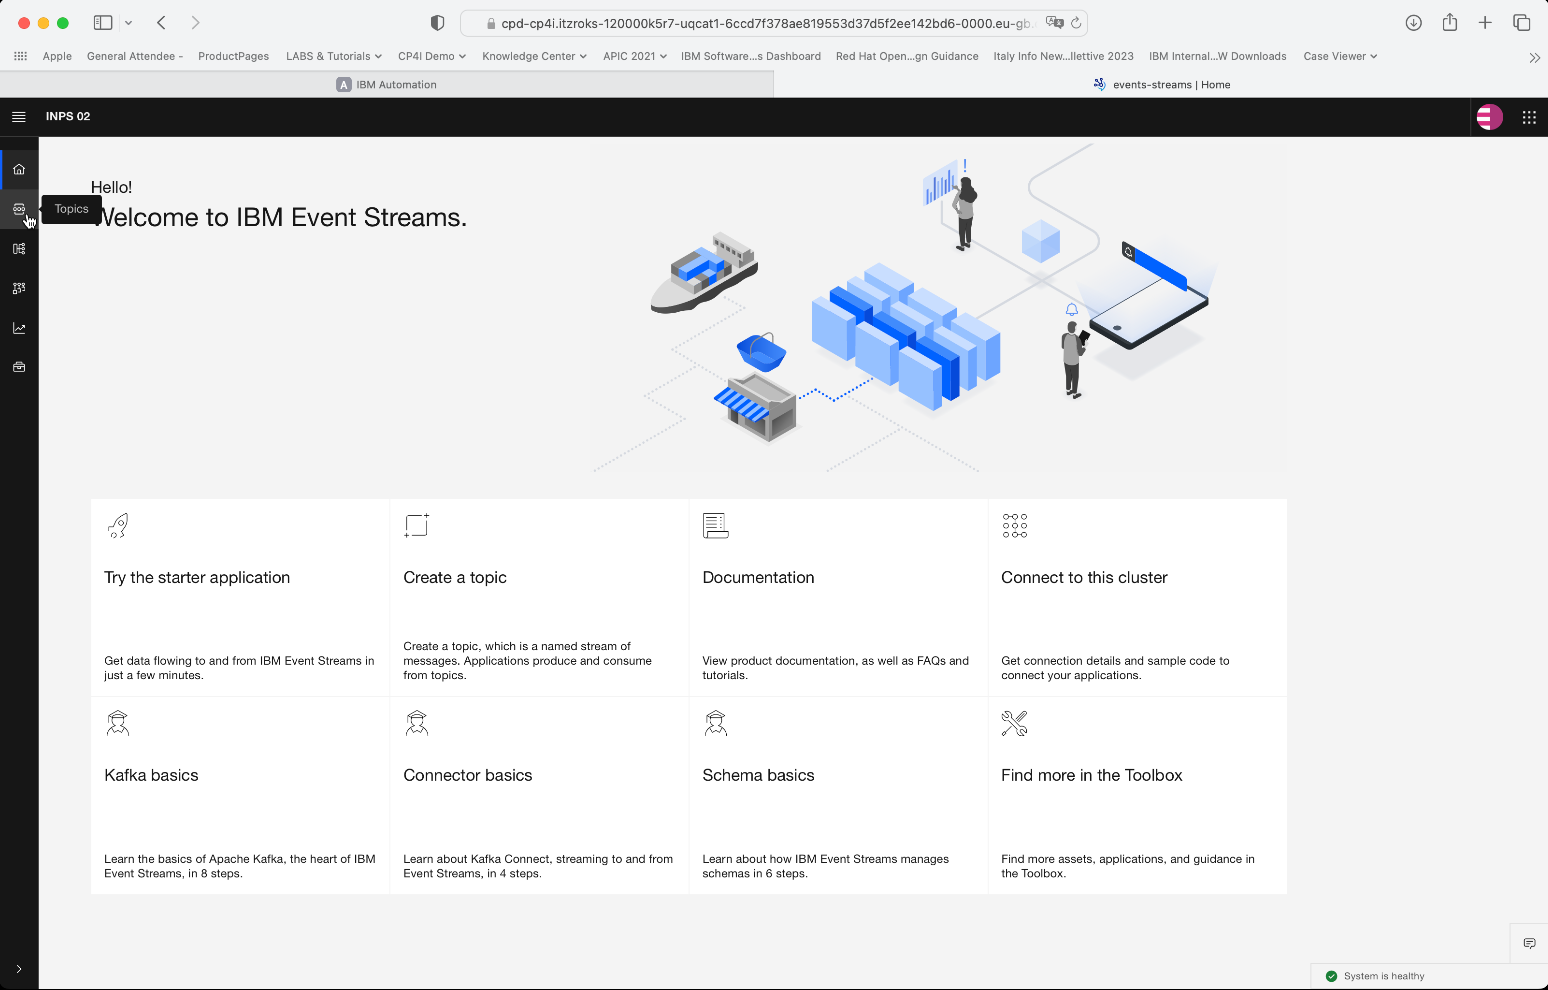 cpd-cp4i.itzroks-120000k5r7-uqcat1-6ccd7f378ae819553d37d5f2ee142bd6-0000.eu-gb.
Apple General Attendee - ProductPages LABS & Tutorials CP4I Demo Knowledge Center APIC 2021 IBM Software...s Dashboard Red Hat Open...gn Guidance Italy Info New...llettive 2023 IBM Internal...W Downloads Case Viewer
A IBM Automation
events-streams | Home
INPS 02
Hello!
Topics
Welcome to IBM Event Streams.
Try the starter application
Get data flowing to and from IBM Event Streams in
just a few minutes.
Create a topic
Create a topic, which is a named stream of
messages. Applications produce and consume
from topics.
Documentation
View product documentation, as well as FAQs and
tutorials.
Connect to this cluster
Get connection details and sample code to
connect your applications.
Kafka basics
Learn the basics of Apache Kafka, the heart of IBM
Event Streams, in 8 steps.
Connector basics
Learn about Kafka Connect, streaming to and from
Event Streams, in 4 steps.
Schema basics
Learn about how IBM Event Streams manages
schemas in 6 steps.
Find more in the Toolbox
Find more assets, applications, and guidance in
the Toolbox.
System is healthy